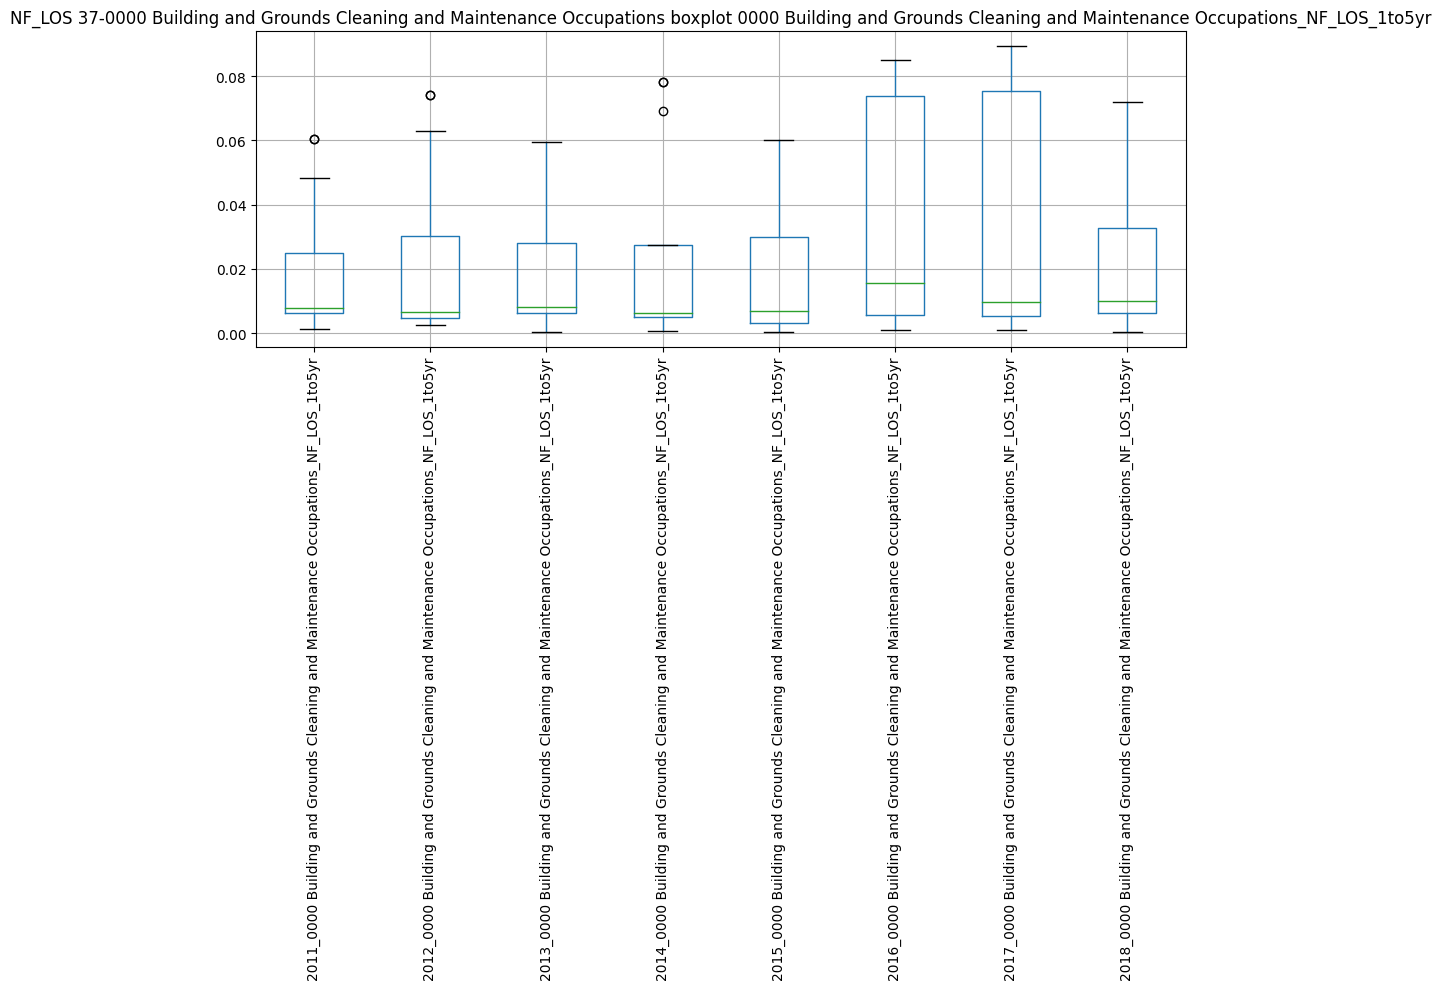 NF_LOS 37-0000 Building and Grounds Cleaning and Maintenance Occupations boxplot 0000 Building and Grounds Cleaning and Maintenance Occupations_NF_LOS_1to5yr
0.08
0.06
0.04
0.02
0.00
2011_0000 Building and Grounds Cleaning and Maintenance Occupations_NF_LOS_1to5yr
2012_0000 Building and Grounds Cleaning and Maintenance Occupations_NF_LOS_1to5yr
2013_0000 Building and Grounds Cleaning and Maintenance Occupations_NF_LOS_1to5yr
2014_0000 Building and Grounds Cleaning and Maintenance Occupations_NF_LOS_1to5yr
2015_0000 Building and Grounds Cleaning and Maintenance Occupations_NF_LOS_1to5yr
2016_0000 Building and Grounds Cleaning and Maintenance Occupations_NF_LOS_1to5yr
2017_0000 Building and Grounds Cleaning and Maintenance Occupations_NF_LOS_1to5yr
2018_0000 Building and Grounds Cleaning and Maintenance Occupations_NF_LOS_1to5yr